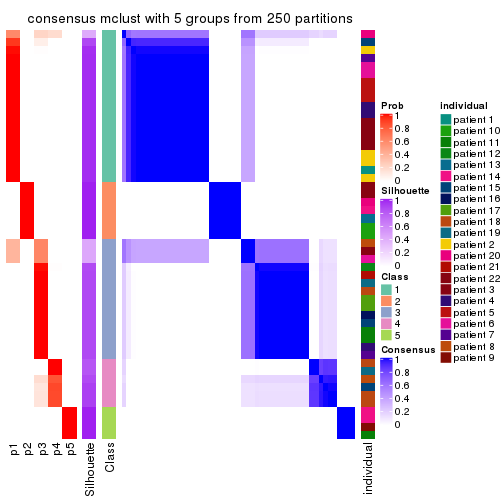 consensus mclust with 5 groups from 250 partitions
Prob
1
0.8
0.6
0.4
0.2
0
Silhouette
1
0.8
0.6
0.4
0.2
0
Class
1
2
3
4
5
Consensus
1
0.8
0.6
0.4
0.2
0
individual
patient 1
patient 10
patient 11
patient 12
patient 13
patient 14
patient 15
patient 16
patient 17
patient 18
patient 19
patient 2
patient 20
patient 21
patient 22
patient 3
patient 4
patient 5
patient 6
patient 7
patient 8
patient 9
p1
p2
p3
p4
p5
Silhouette
Class
individual